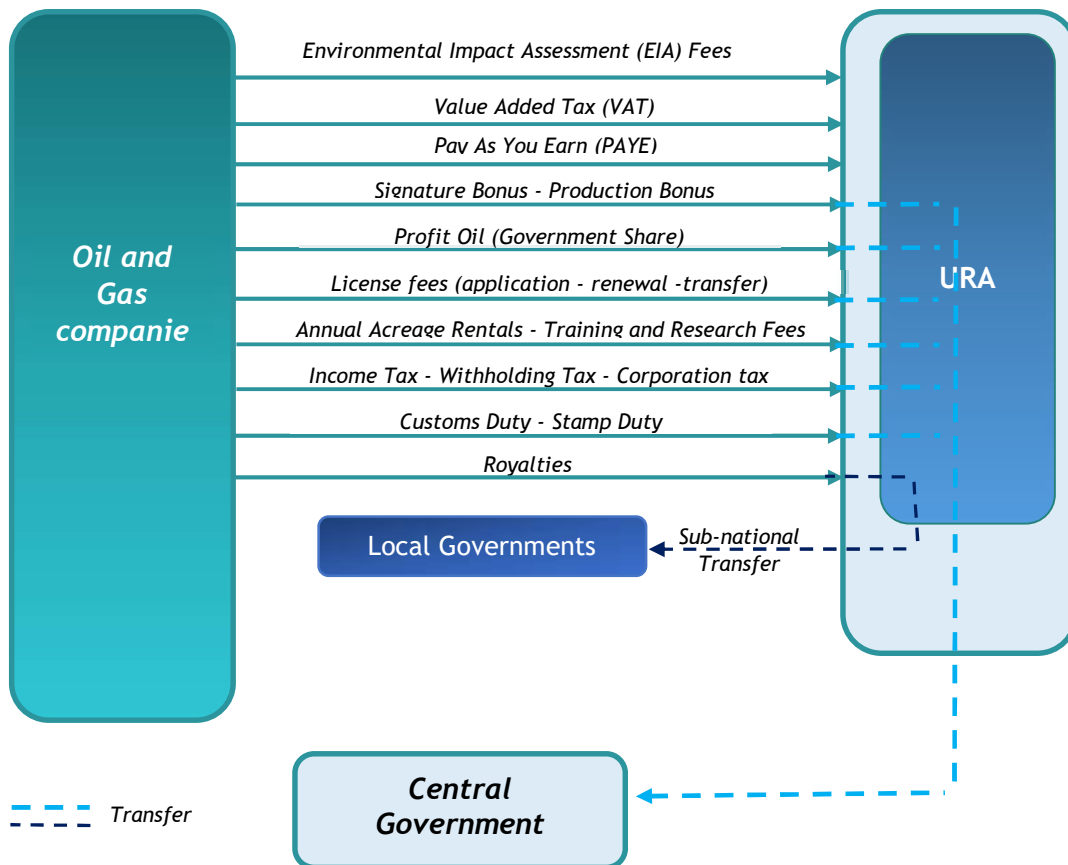 Environmental Impact Assessment (EIA) Fees
Value Added Tax (VAT)
Pay As You Earn (PAYE)
Signature Bonus - Production Bonus
Profit Oil (Government Share)
License fees (application - renewal -transfer)
Annual Acreage Rentals - Training and Research Fees
Income Tax - Withholding Tax - Corporation tax
Customs Duty - Stamp Duty
Royalties
Oil and
Gas
companie
URA
Local Governments
Sub-national
Transfer
Central
Government
Transfer